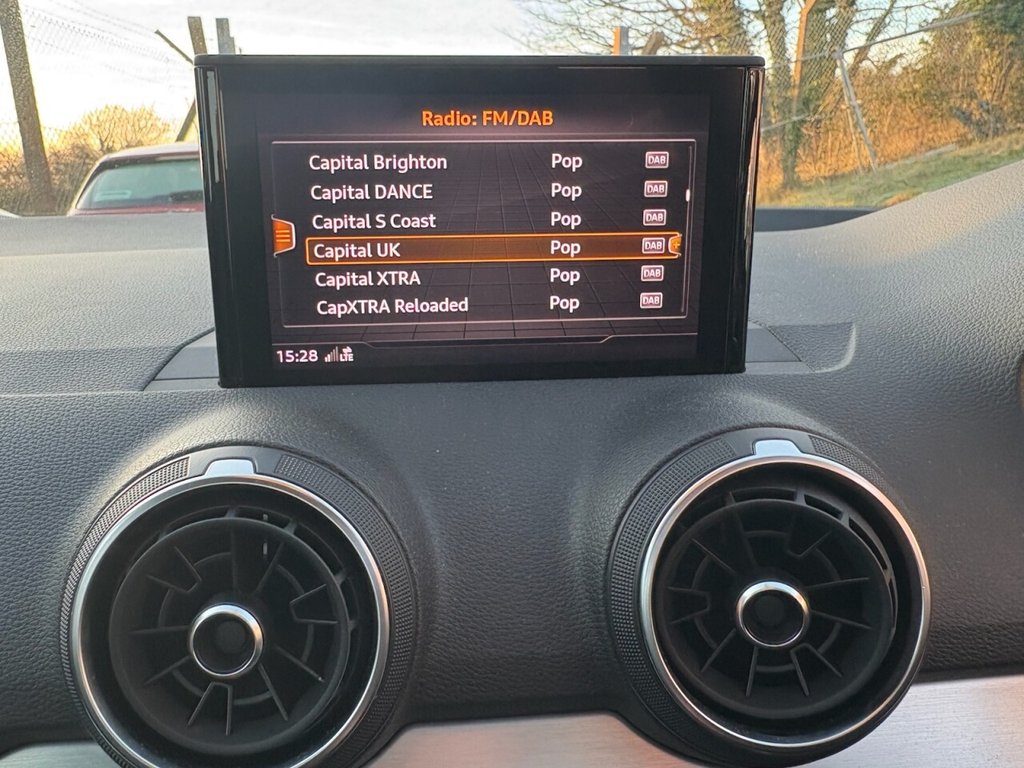 Radio: FM/DAB
Capital Brighton Pop DAB
Capital DANCE Pop DAB
Capital S Coast Pop DAB
Capital UK Pop DAB +
Capital XTRA Pop DAB
CapXTRA Reloaded Pop DAB
15:28 LTE